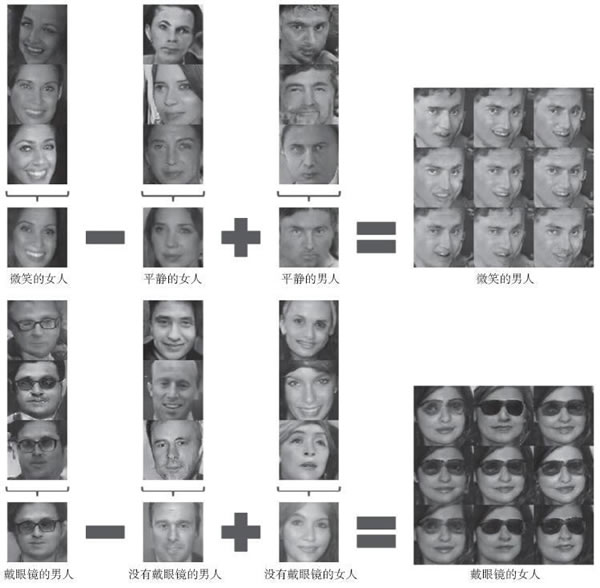 微笑的女人
平静的女人
平静的男人
微笑的男人
戴眼镜的男人
没有戴眼镜的男人
没有戴眼镜的女人
戴眼镜的女人